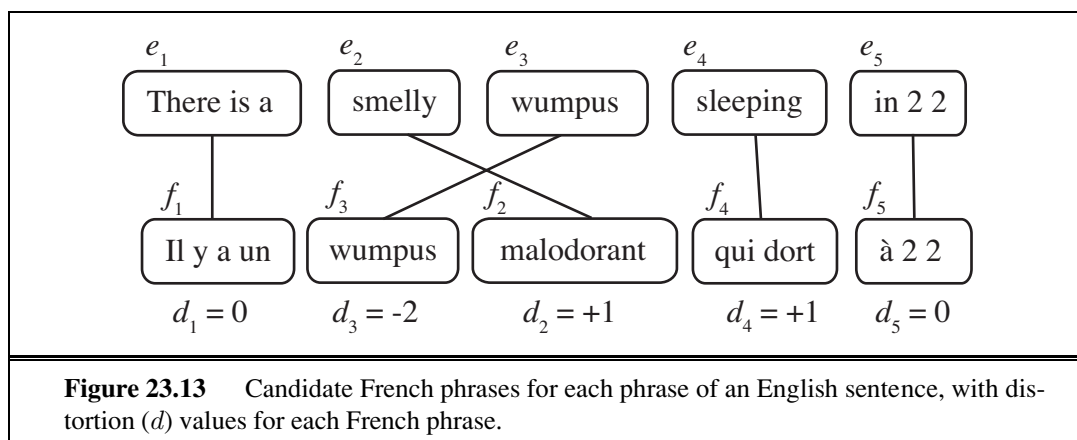 e1 e2 e3 e4 e5
There is a smelly wumpus sleeping in 2 2
f1 f3 f2 f4 f5
Il y a un wumpus malodorant qui dort à 2 2
d1 = 0 d3 = -2 d2 = +1 d4 = +1 d5 = 0
Figure 23.13 Candidate French phrases for each phrase of an English sentence, with dis-
tortion (d) values for each French phrase.